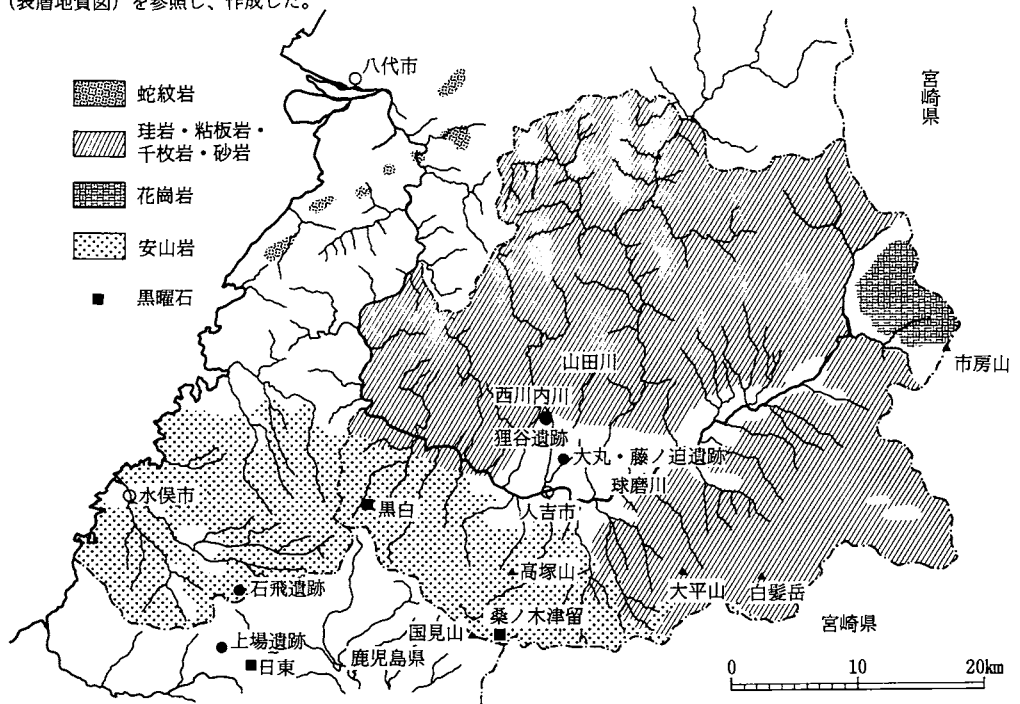 (表層地質図)を参照し、作成した。
八代市
宮崎県
蛇紋岩
珪岩・粘板岩・
千枚岩・砂岩
花崗岩
安山岩
黒曜石
市房山
山田川
西川内川
狸谷遺跡
大丸・藤ノ迫遺跡
球磨川
人吉市
水俣市
黒白
高塚山
大平山
白髪岳
石飛遺跡
桑ノ木津留
国見山
宮崎県
上場遺跡
日東
鹿児島県
0 10 20km